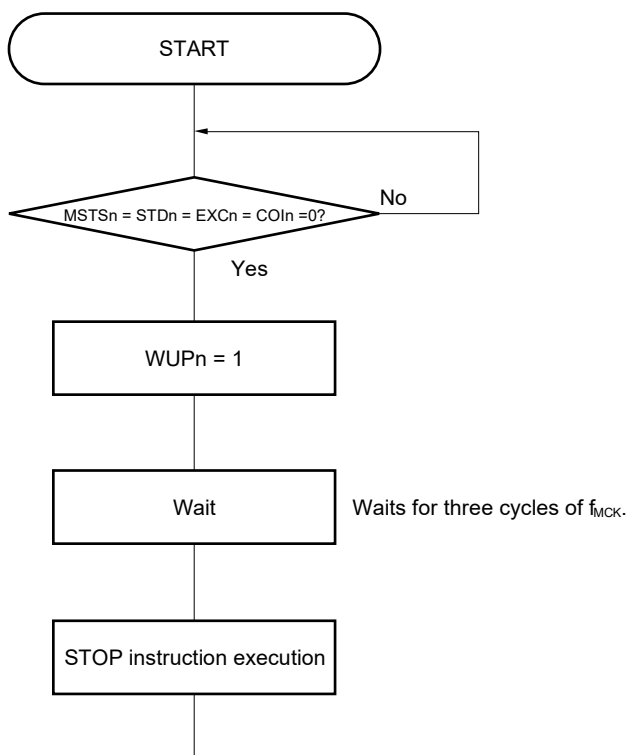 START
MSTSn = STDn = EXCn = COIn =0?
No
Yes
WUPn = 1
Wait
Waits for three cycles of fMCK.
STOP instruction execution